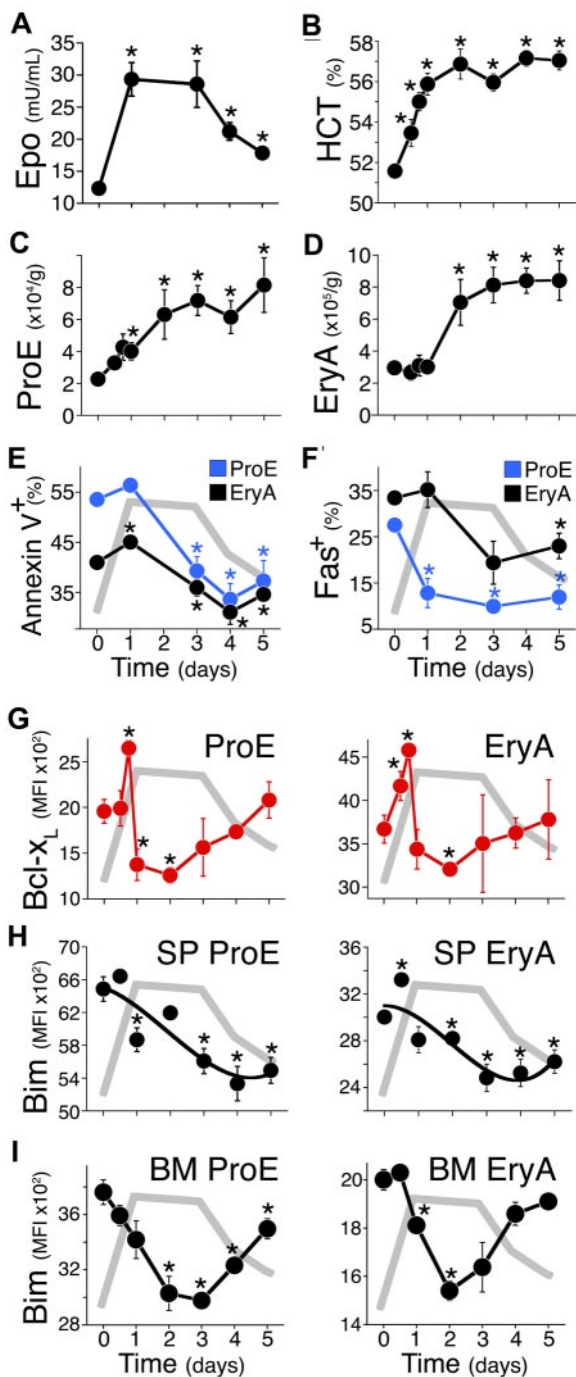 A
B
Epo (mU/mL)
35
30
25
20
15
10
* * * *
HCT (%)
58
56
54
52
50
* * * * * * *
C
D
ProE (x10⁴/g)
8
6
4
2
0
* * * * *
EryA (x10⁵/g)
10
8
6
4
2
0
* * * *
E
F'
Annexin V⁺ (%)
55
45
35
ProE
EryA
* * * * * * *
0 1 2 3 4 5
Time (days)
Fas⁺ (%)
35
25
15
5
ProE
EryA
* * * *
0 1 2 3 4 5
Time (days)
G
Bcl-x_L (MFI x10²)
25
20
15
10
ProE
* * *
45
40
35
30
EryA
* * *
H
Bim (MFI x10²)
70
66
62
58
54
50
SP ProE
* * * *
36
32
28
24
SP EryA
* * * * *
I
Bim (MFI x10²)
36
32
28
BM ProE
* * * *
0 1 2 3 4 5
Time (days)
20
18
16
14
BM EryA
* *
0 1 2 3 4 5
Time (days)